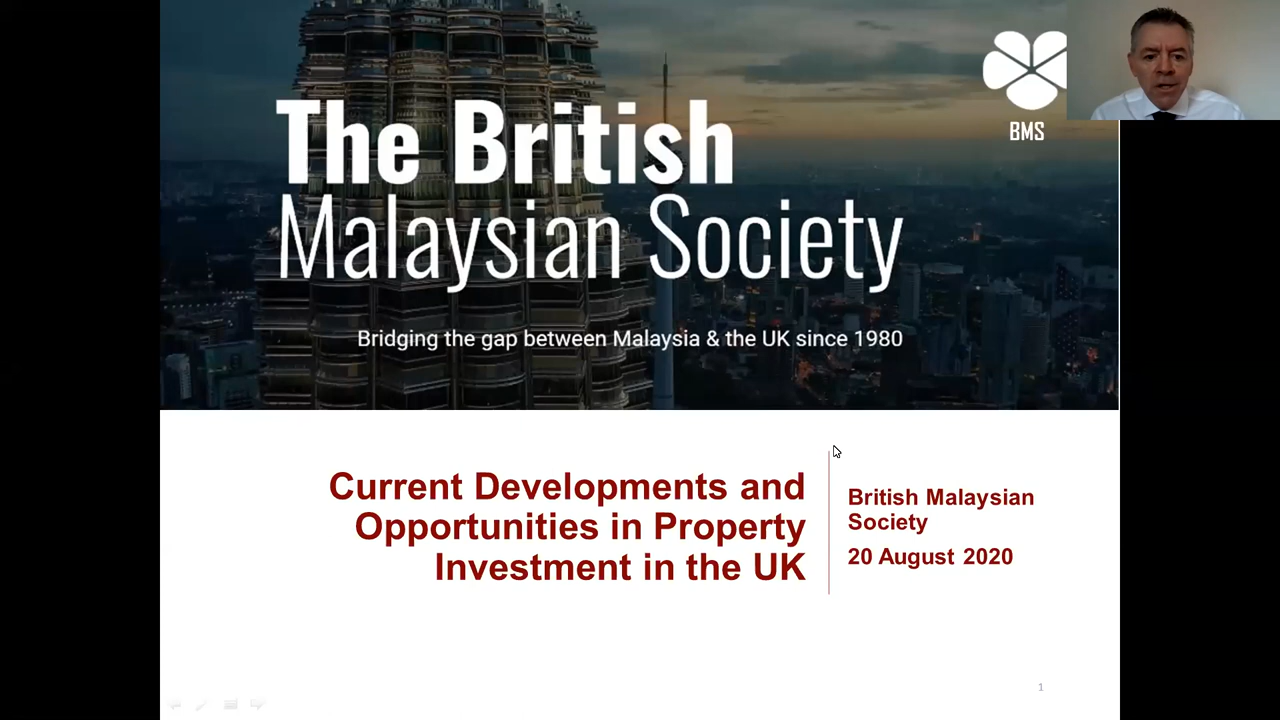 The British
Malaysian Society
BMS
Bridging the gap between Malaysia & the UK since 1980
Current Developments and
Opportunities in Property
Investment in the UK
British Malaysian
Society
20 August 2020
1